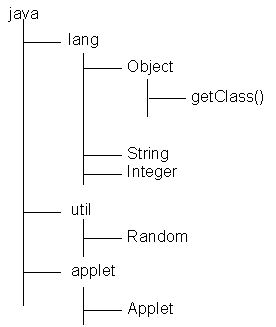 java
lang
Object
getClass()
String
Integer
util
Random
applet
Applet